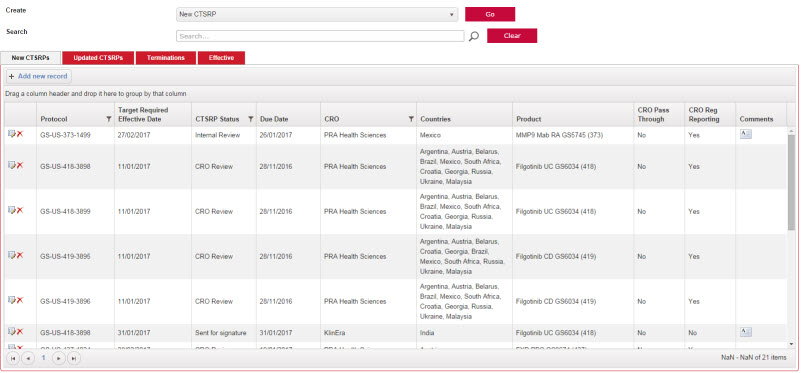 Create
New CTSRP
Go
Search
Search...
Clear
New CTSRPs Updated CTSRPs Terminations Effective
+ Add new record
Drag a column header and drop it here to group by that column
Protocol Target Required Effective Date CTSRP Status Due Date CRO Countries Product CRO Pass Through CRO Reg Reporting Comments
GS-US-373-1499 27/02/2017 Internal Review 26/01/2017 PRA Health Sciences Mexico MMP9 Mab RA GS5745 (373) No Yes
Argentina, Austria, Belarus,
Brazil, Mexico, South Africa,
GS-US-418-3898 11/01/2017 CRO Review 28/11/2016 PRA Health Sciences Croatia, Georgia, Russia, Filgotinib UC GS6034 (418) No Yes
Ukraine, Malaysia
Argentina, Austria, Belarus,
Brazil, Mexico, South Africa,
GS-US-418-3899 11/01/2017 CRO Review 28/11/2016 PRA Health Sciences Croatia, Georgia, Russia, Filgotinib UC GS6034 (418) No Yes
Ukraine, Malaysia
Argentina, Austria, Belarus,
Croatia, Georgia, Brazil,
GS-US-419-3895 11/01/2017 CRO Review 28/11/2016 PRA Health Sciences Mexico, South Africa, Russia, Filgotinib CD GS6034 (419) No Yes
Ukraine, Malaysia
Argentina, Austria, Belarus,
Brazil, Mexico, South Africa,
GS-US-419-3896 11/01/2017 CRO Review 28/11/2016 PRA Health Sciences Croatia, Georgia, Russia, Filgotinib CD GS6034 (419) No Yes
Ukraine, Malaysia
GS-US-418-3898 31/01/2017 Sent for signature 31/01/2017 KlinEra India Filgotinib UC GS6034 (418) No No
1
NaN - NaN of 21 items